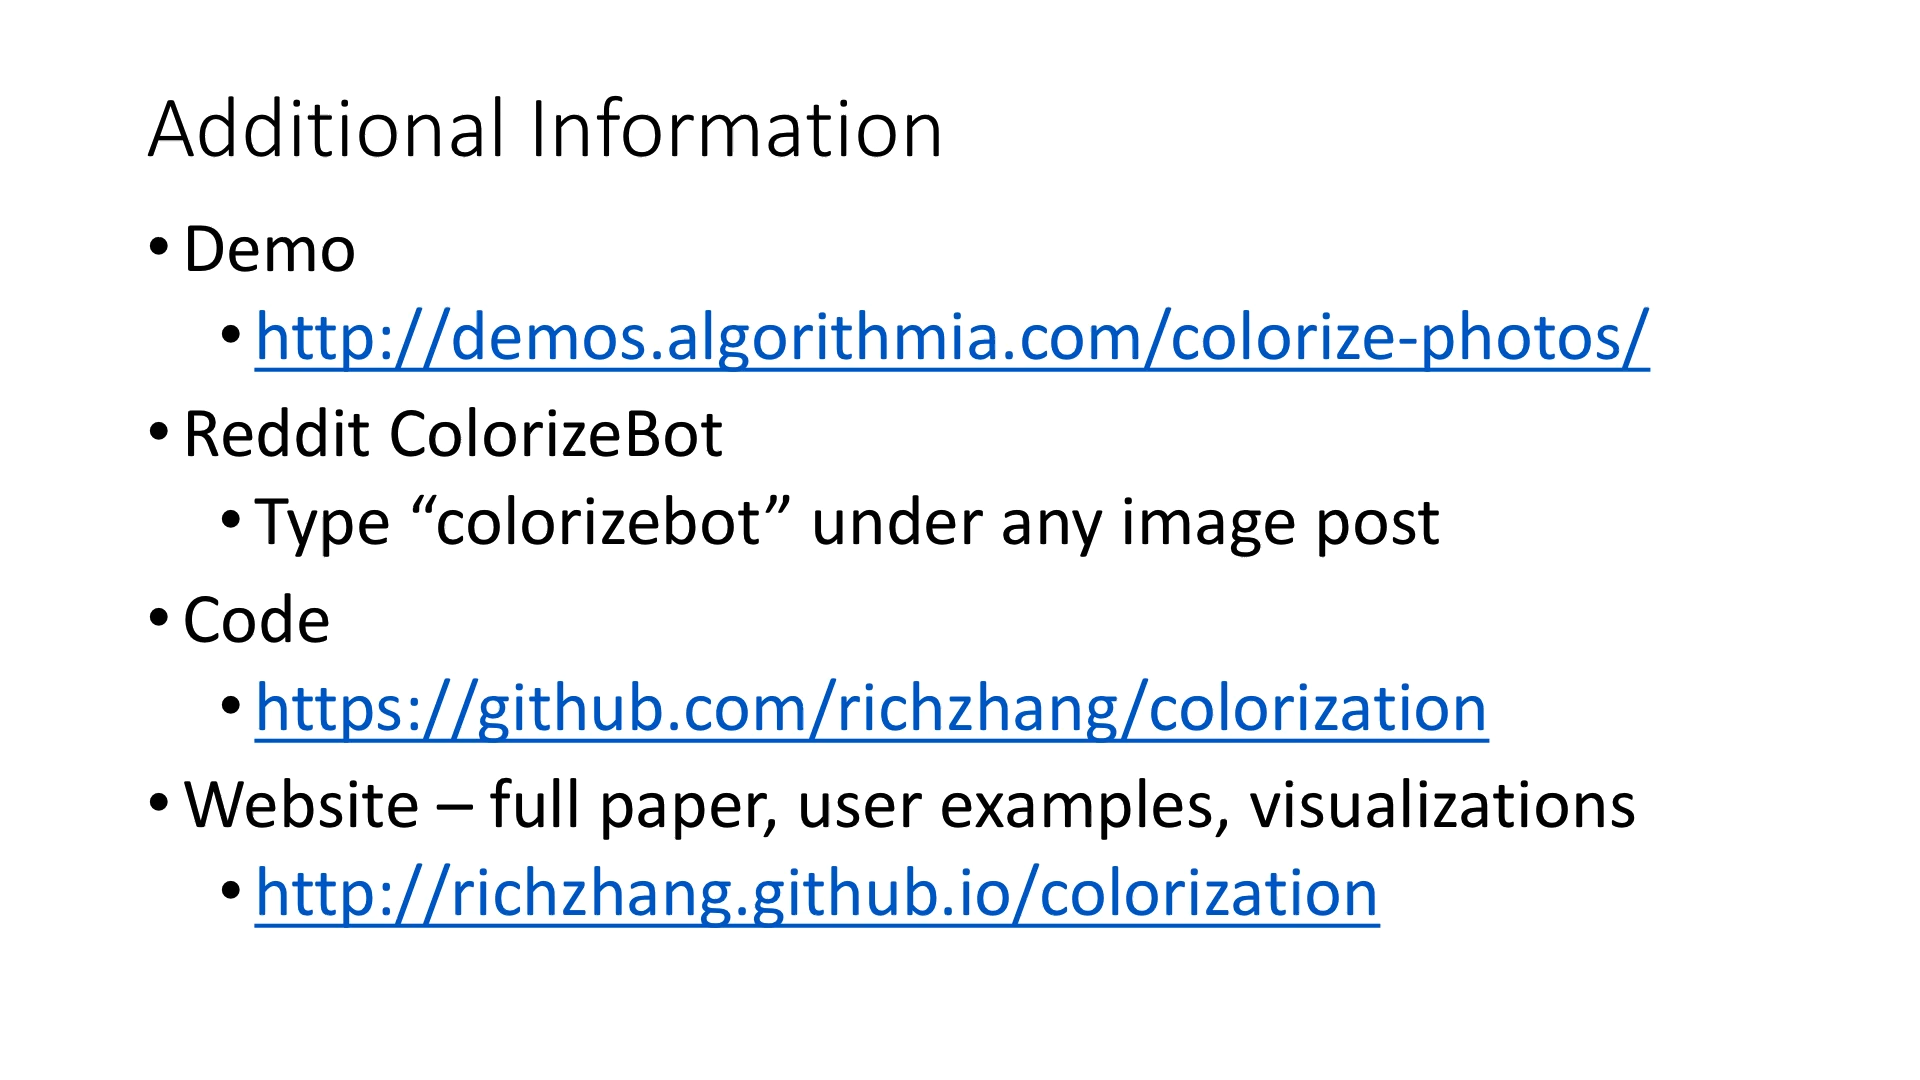 Additional Information
• Demo
• http://demos.algorithmia.com/colorize-photos/
• Reddit ColorizeBot
• Type “colorizebot” under any image post
• Code
• https://github.com/richzhang/colorization
• Website – full paper, user examples, visualizations
• http://richzhang.github.io/colorization